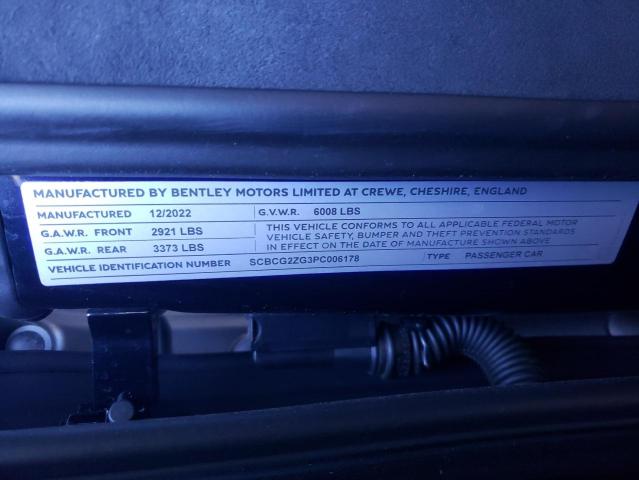 MANUFACTURED BY BENTLEY MOTORS LIMITED AT CREWE, CHESHIRE, ENGLAND
MANUFACTURED 12/2022 G.V.W.R. 6008 LBS
G.A.W.R. FRONT 2921 LBS
G.A.W.R. REAR 3373 LBS
THIS VEHICLE CONFORMS TO ALL APPLICABLE FEDERAL MOTOR
VEHICLE SAFETY, BUMPER AND THEFT PREVENTION STANDARDS
IN EFFECT ON THE DATE OF MANUFACTURE SHOWN ABOVE
VEHICLE IDENTIFICATION NUMBER SCBCG2ZG3PC006178 TYPE PASSENGER CAR